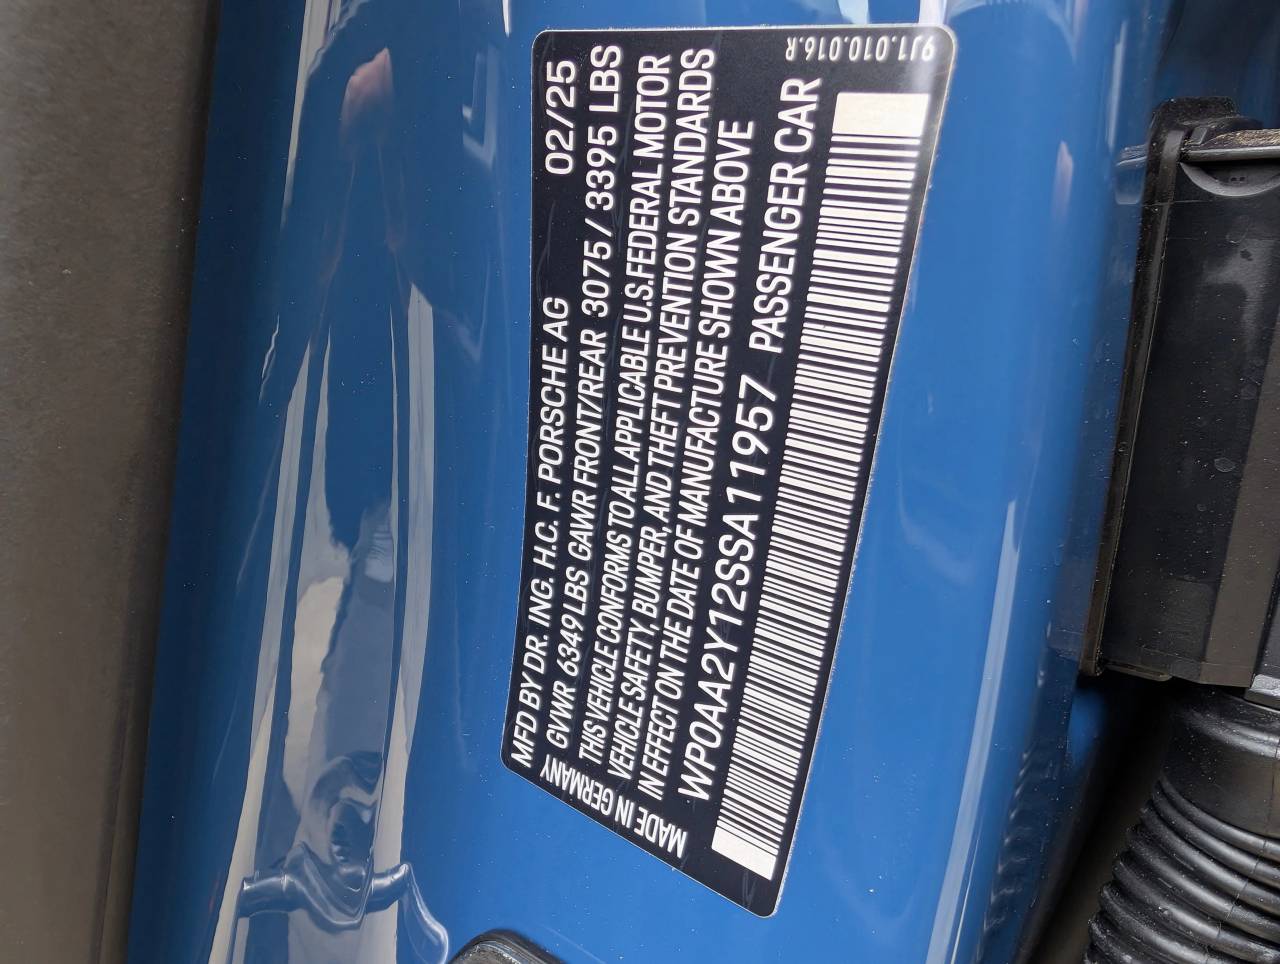 MFD BY DR. ING. H.C. F. PORSCHE AG 02/25
GVWR 6349 LBS GAWR FRONT/REAR 3075 / 3395 LBS
THIS VEHICLE CONFORMS TO ALL APPLICABLE U.S. FEDERAL MOTOR
VEHICLE SAFETY, BUMPER, AND THEFT PREVENTION STANDARDS
IN EFFECT ON THE DATE OF MANUFACTURE SHOWN ABOVE
WP0AA2Y12SSA11957 PASSENGER CAR
MADE IN GERMANY
9J1.010.016.R